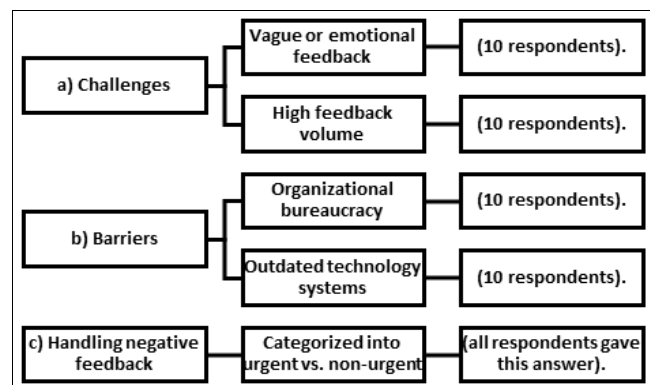 a) Challenges
Vague or emotional
feedback
(10 respondents).
High feedback
volume
(10 respondents).
b) Barriers
Organizational
bureaucracy
(10 respondents).
Outdated technology
systems
(10 respondents).
c) Handling negative
feedback
Categorized into
urgent vs. non-urgent
(all respondents gave
this answer).